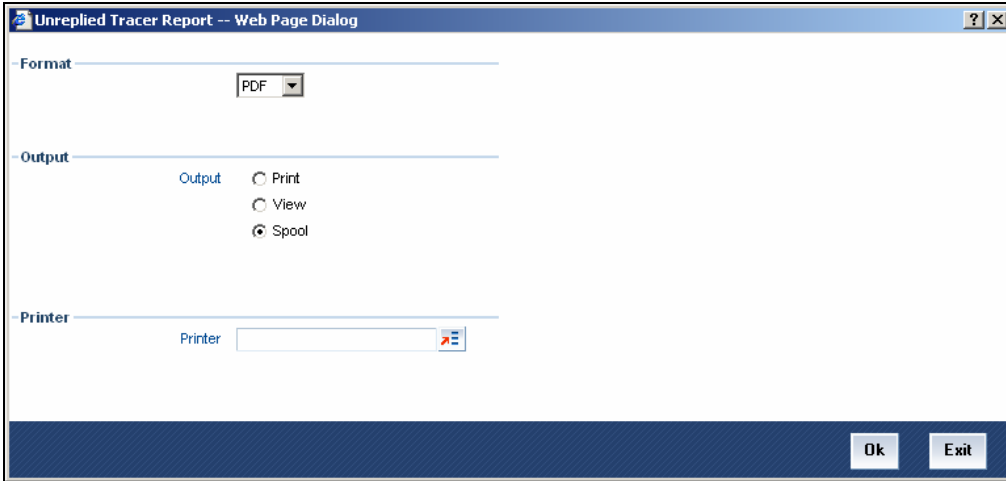 Unreplied Tracer Report -- Web Page Dialog
Format
PDF
Output
Output Print
View
Spool
Printer
Printer
Ok Exit